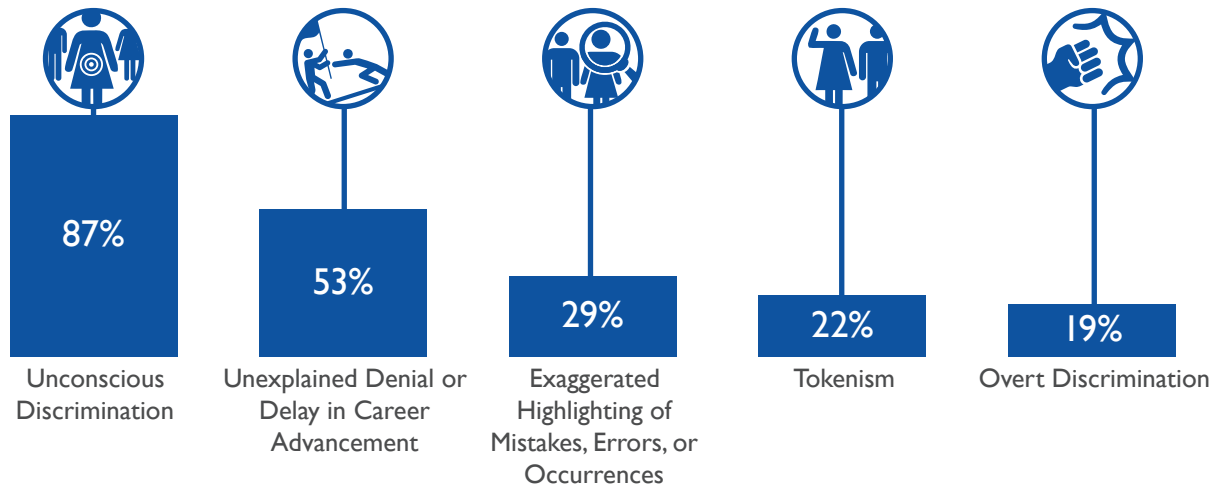 87%
53%
29%
22%
19%
Unconscious
Discrimination
Unexplained Denial or
Delay in Career
Advancement
Exaggerated
Highlighting of
Mistakes, Errors, or
Occurrences
Tokenism
Overt Discrimination